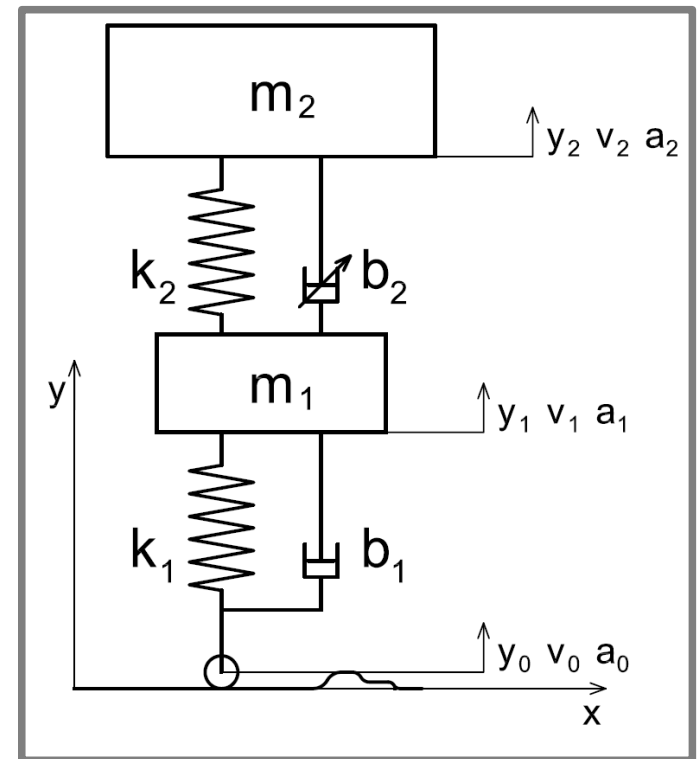 m₂
y₂ v₂ a₂
k₂
b₂
m₁
y
y₁ v₁ a₁
k₁
b₁
y₀ v₀ a₀
x